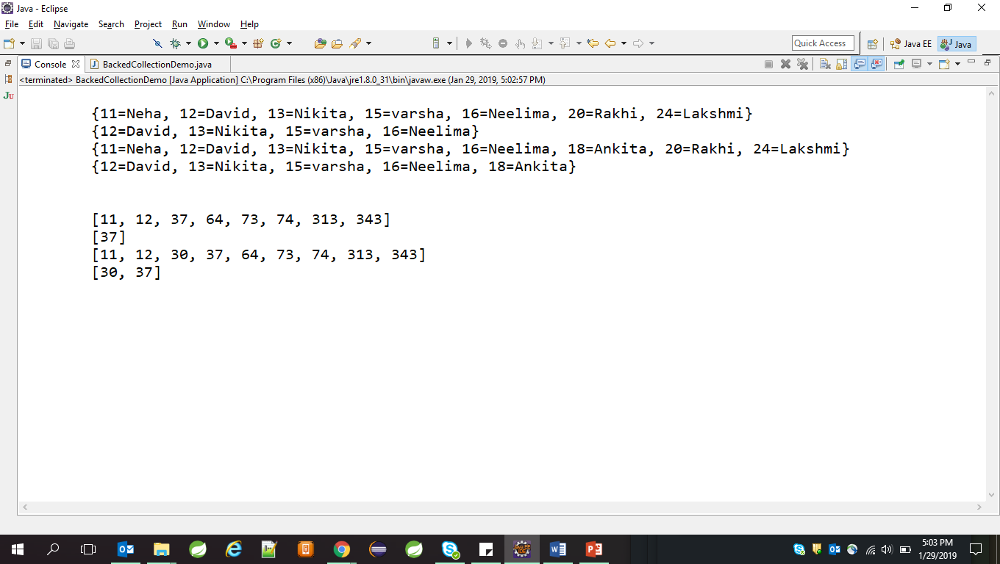 Java - Eclipse
File Edit Navigate Search Project Run Window Help
Quick Access Java EE Java
Console BackedCollectionDemo.java
<terminated> BackedCollectionDemo [Java Application] C:\Program Files (x86)\Java\jre1.8.0_31\bin\javaw.exe (Jan 29, 2019, 5:02:57 PM)
{11=Neha, 12=David, 13=Nikita, 15=varsha, 16=Neelima, 20=Rakhi, 24=Lakshmi}
{12=David, 13=Nikita, 15=varsha, 16=Neelima}
{11=Neha, 12=David, 13=Nikita, 15=varsha, 16=Neelima, 18=Ankita, 20=Rakhi, 24=Lakshmi}
{12=David, 13=Nikita, 15=varsha, 16=Neelima, 18=Ankita}
[11, 12, 37, 64, 73, 74, 313, 343]
[37]
[11, 12, 30, 37, 64, 73, 74, 313, 343]
[30, 37]
5:03 PM
1/29/2019